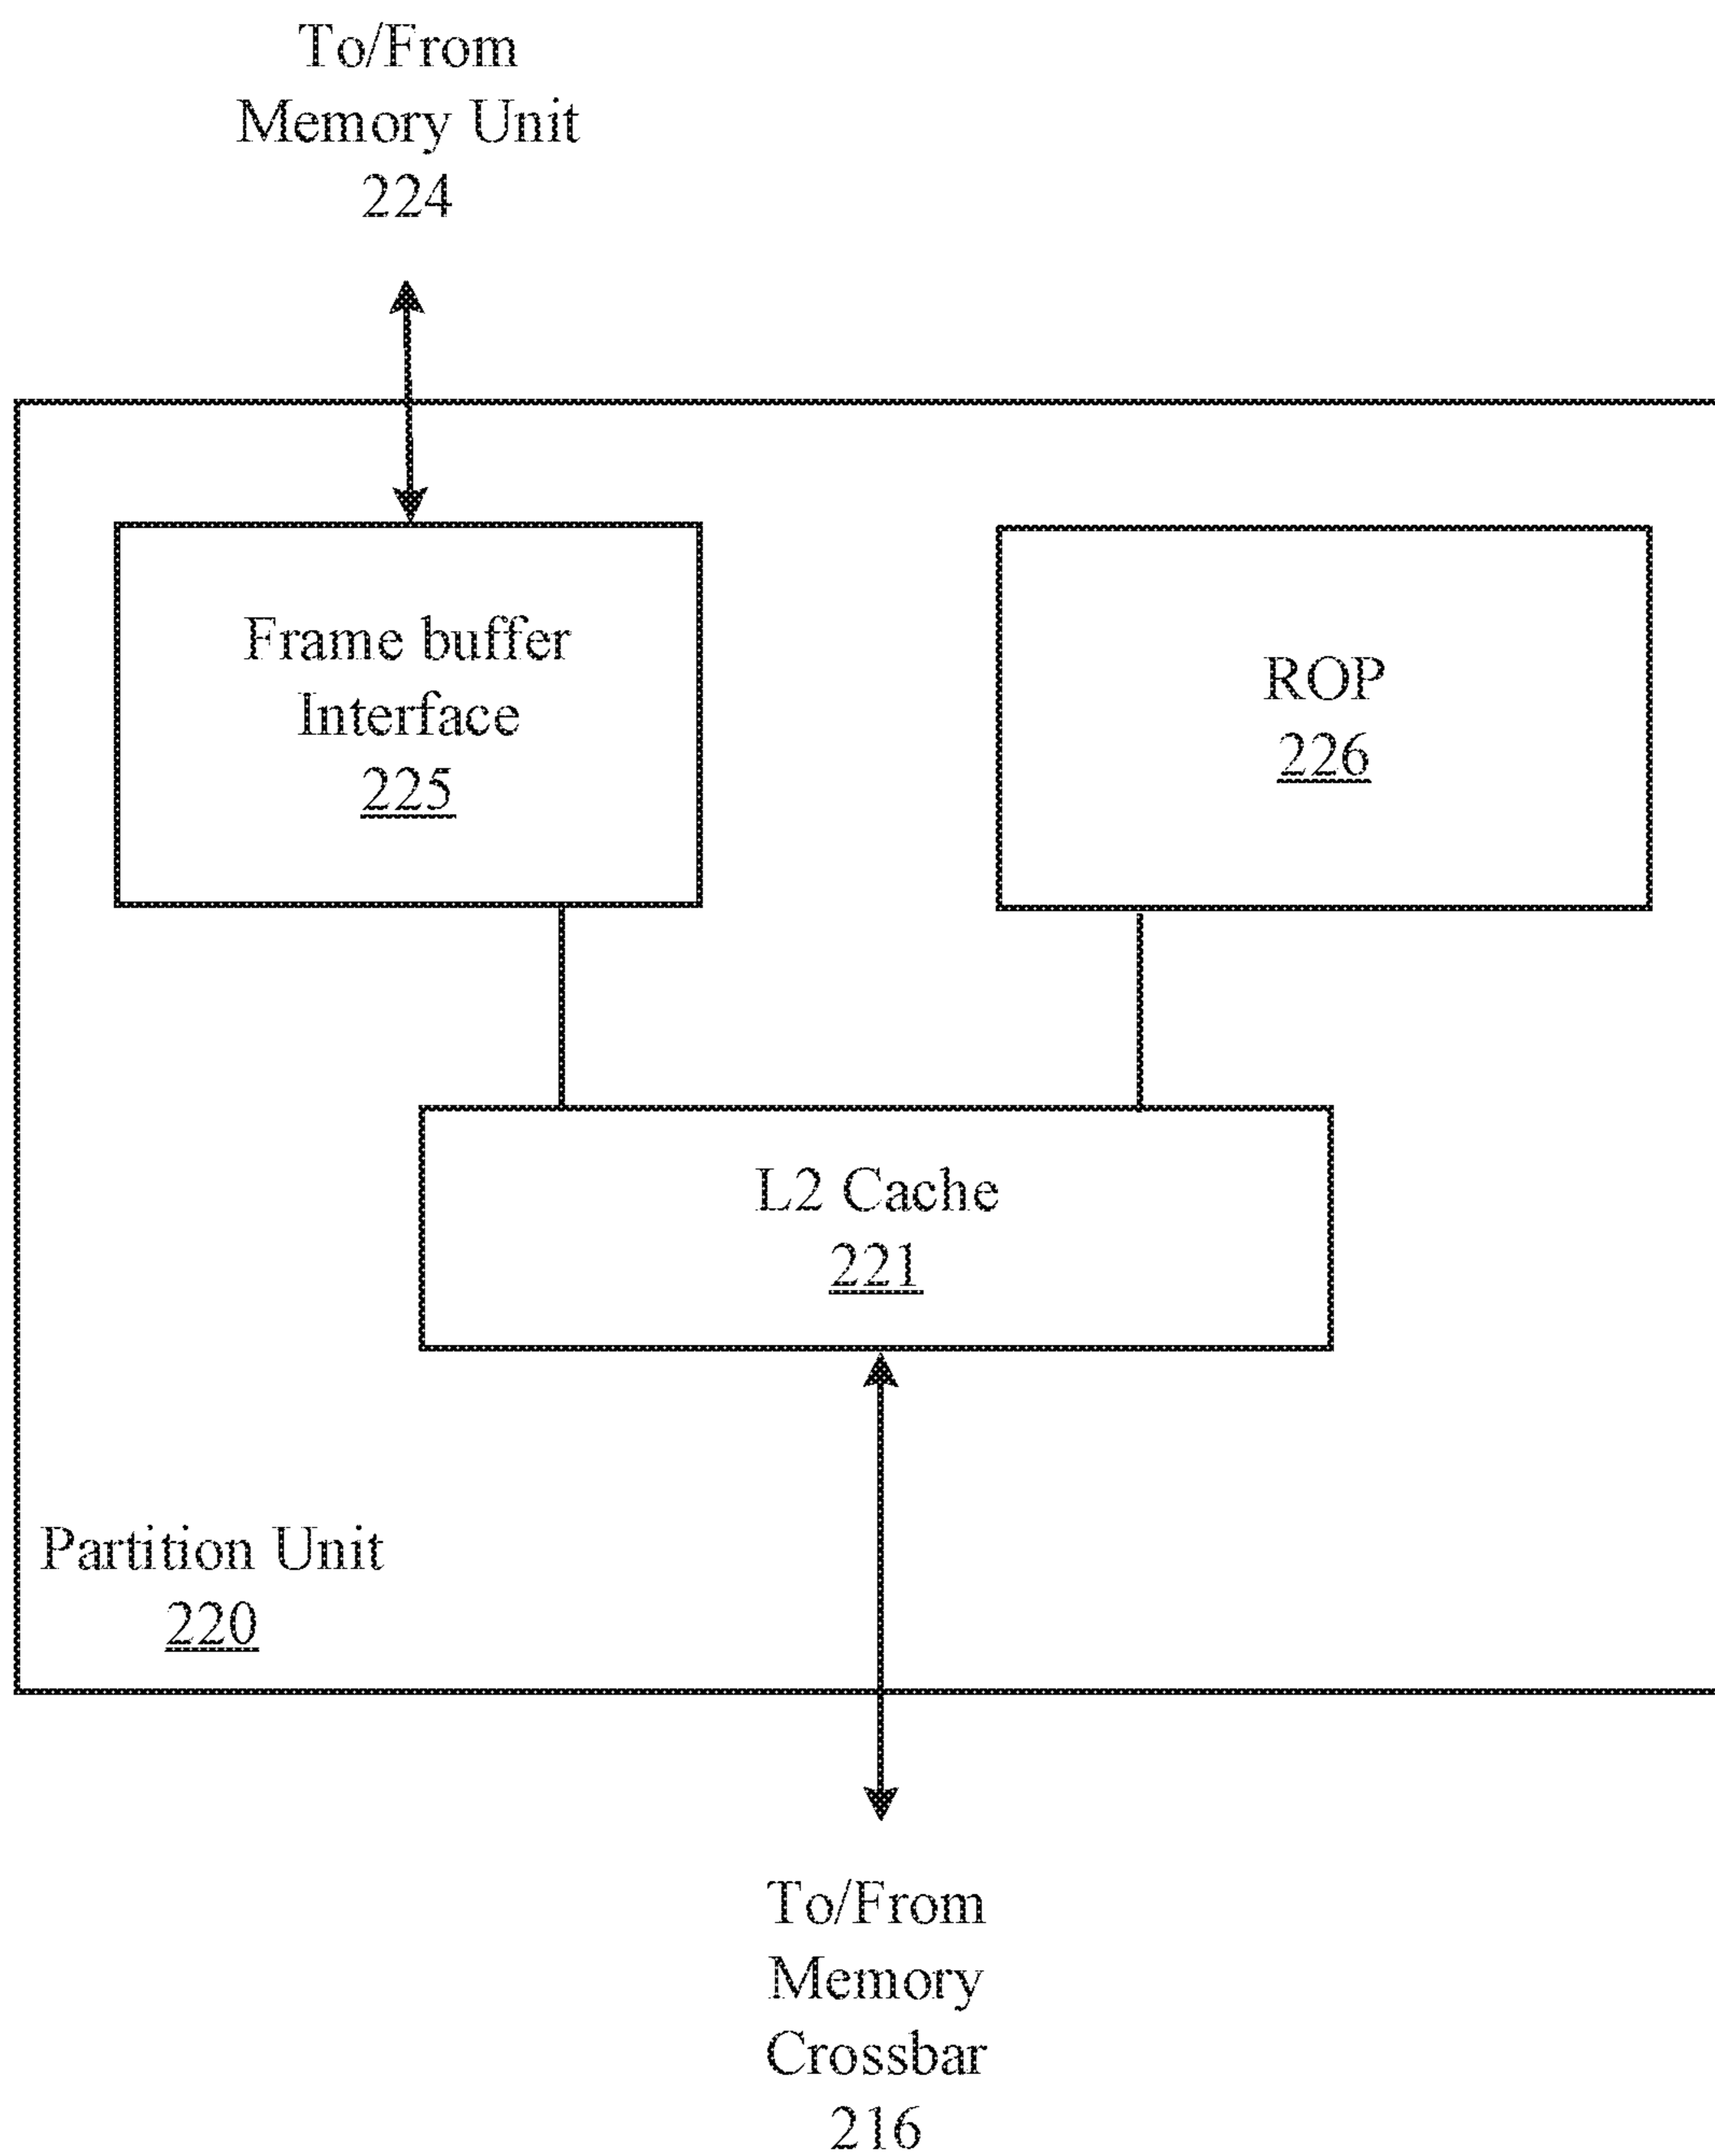 To/From
Memory Unit
224
Frame buffer
Interface
225
ROP
226
L2 Cache
221
Partition Unit
220
To/From
Memory
Crossbar
216